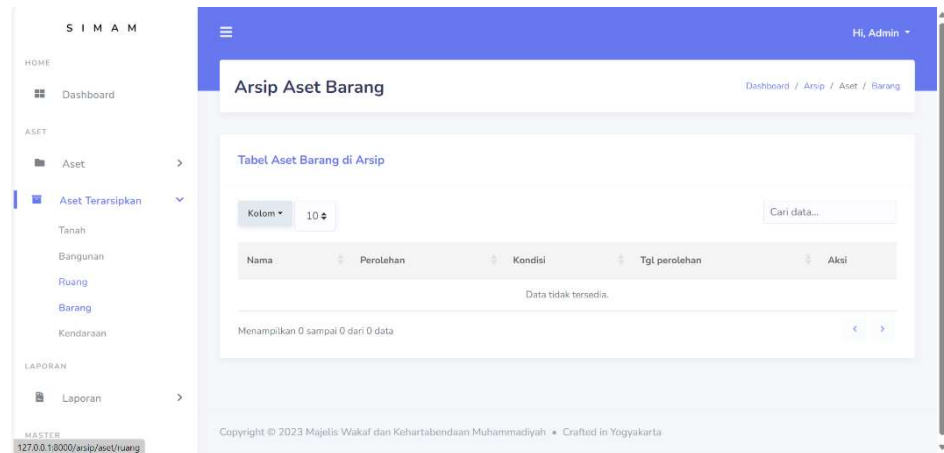 SIMAM
Hi, Admin
HOME
Dashboard
Arsip Aset Barang
Dashboard / Arsip / Aset / Barang
ASET
Aset
Aset Terarsipkan
Tanah
Bangunan
Ruang
Barang
Kendaraan
LAPORAN
Laporan
MASTER
127.0.0.1:8000/arsip/aset/ruang
Tabel Aset Barang di Arsip
Kolom 10 Cari data...
Nama Perolehan Kondisi Tgl perolehan Aksi
Data tidak tersedia.
Menampilkan 0 sampai 0 dari 0 data
Copyright © 2023 Majelis Wakaf dan Kehartabendaan Muhammadiyah • Crafted in Yogyakarta